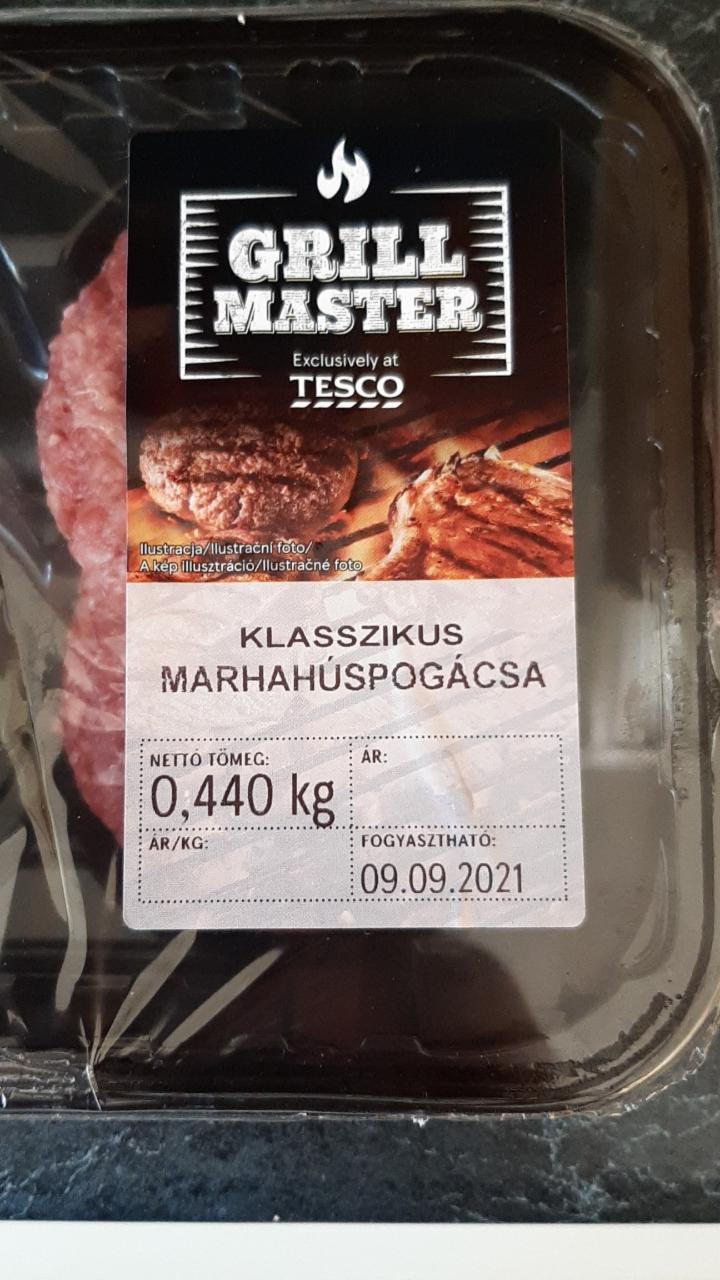 GRILL
MASTER
Exclusively at
TESCO
Ilustracja/Ilustrační foto/
A kép illusztráció/Ilustračné foto
KLASSZIKUS
MARHAHÚSPOGÁCSA
NETTÓ TÖMEG:
0,440 kg
ÁR:
ÁR/KG:
FOGYASZTHATÓ:
09.09.2021